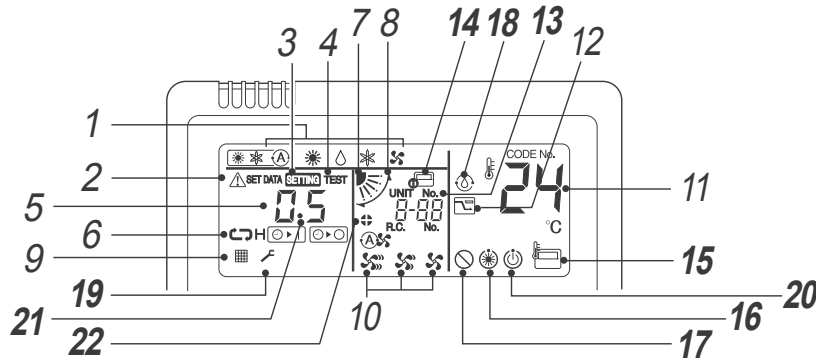 7 8 14 18 13 12
3 4
1
A
CODE No.
2 SET DATA SETTING TEST UNIT No. 24 11
5 0.5 8-88
R.C. No. °C
6 H
A
9 15
19 10 20
21 16
22 17